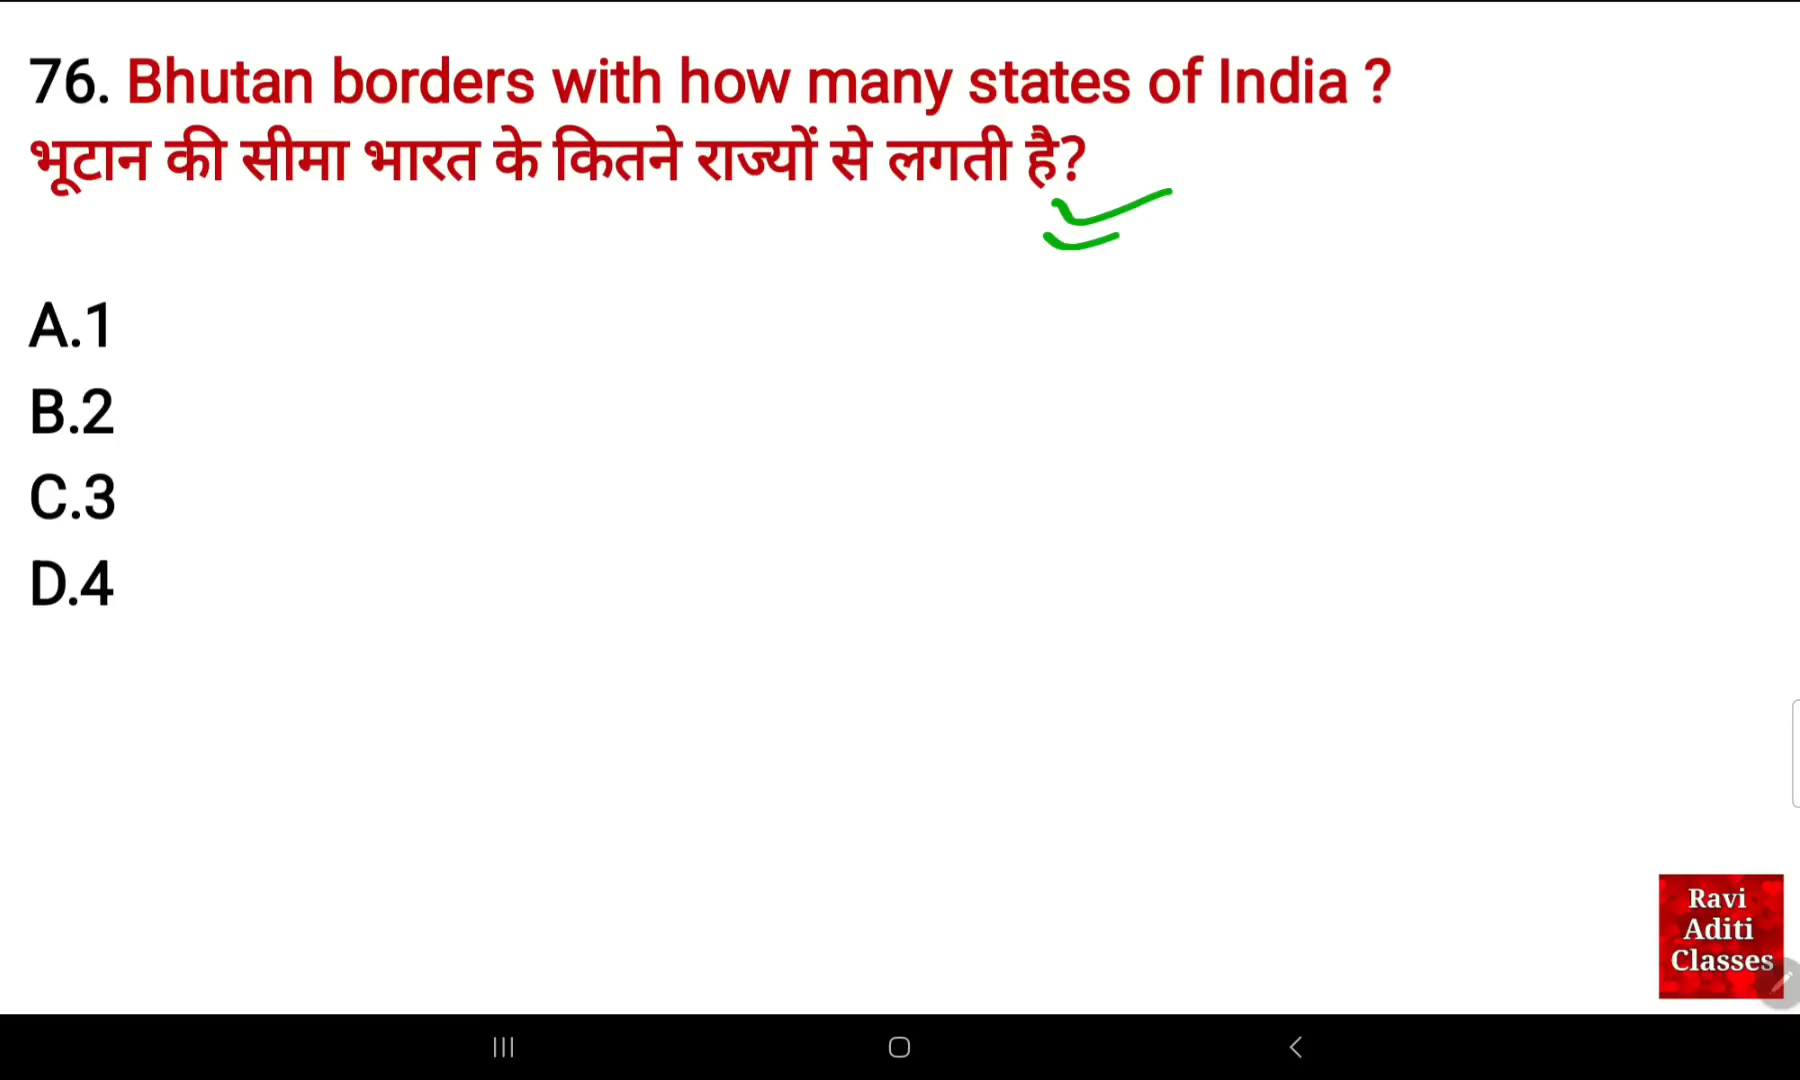 76. Bhutan borders with how many states of India ?
भूटान की सीमा भारत के कितने राज्यों से लगती है?
A.1
B.2
C.3
D.4
Ravi
Aditi
Classes